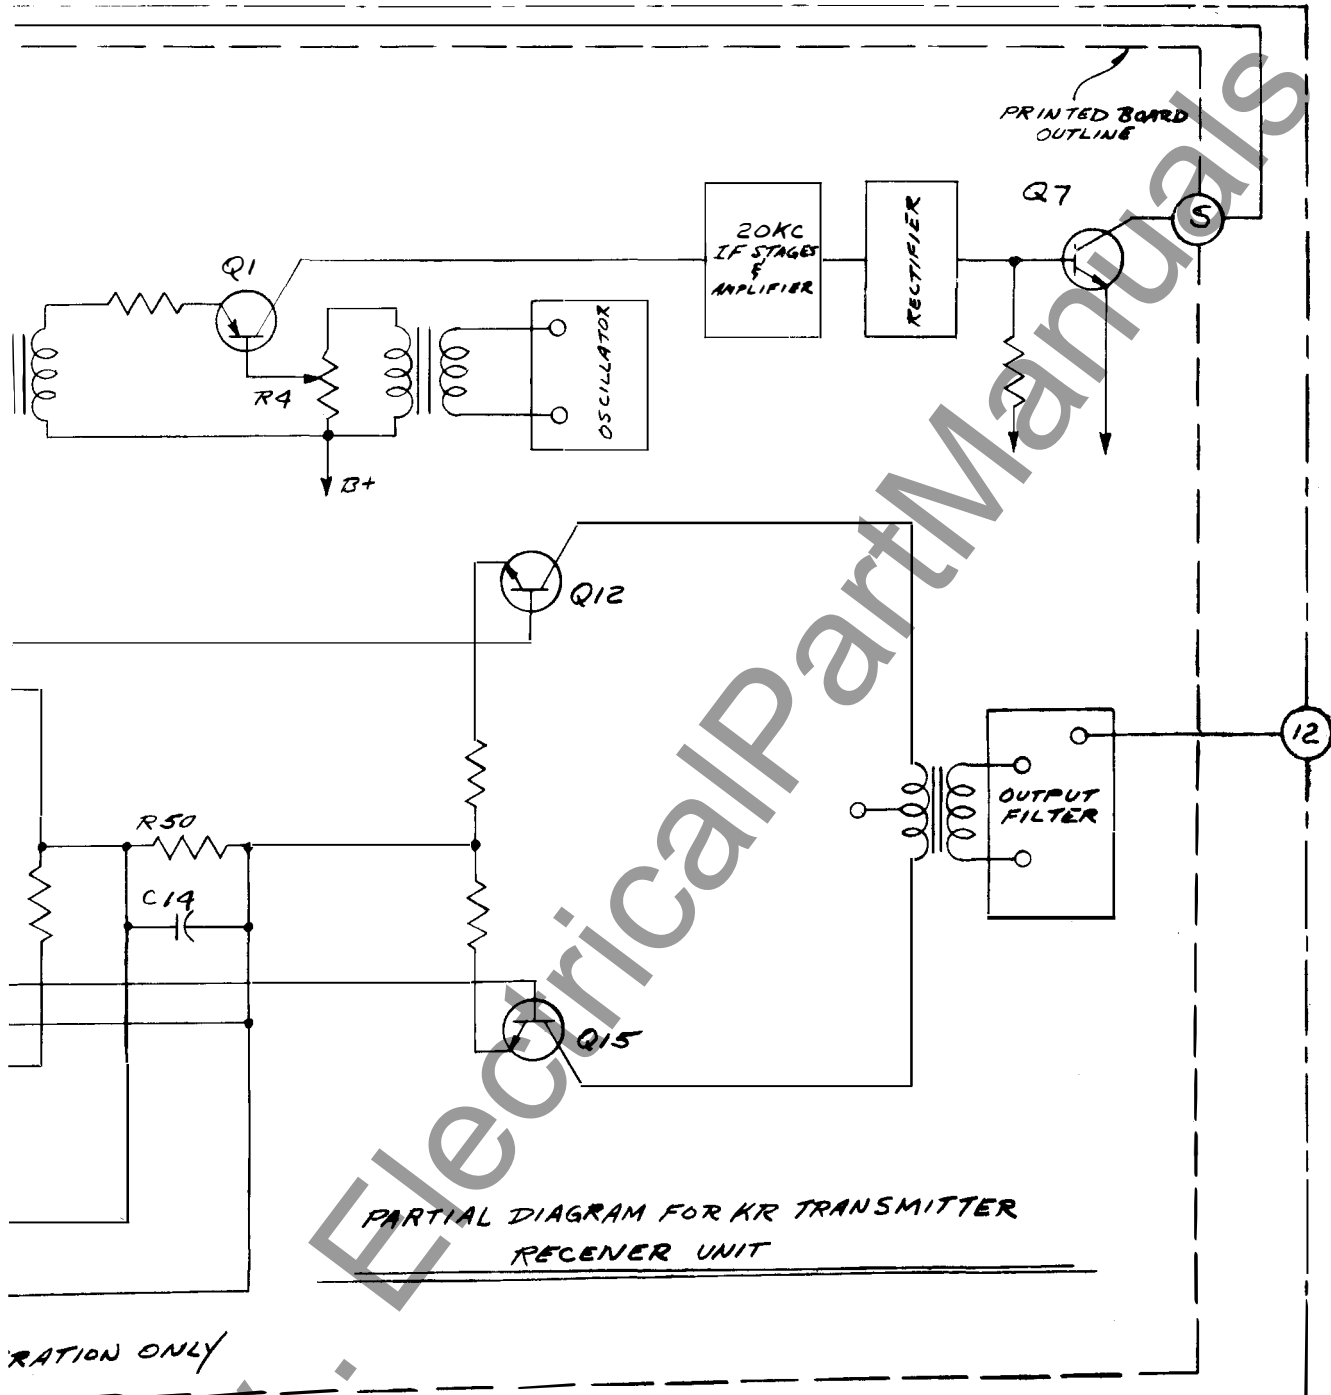 PRINTED BOARD
OUTLINE
Q7
S
20KC
IF STAGES
&
AMPLIFIER
RECTIFIER
Q1
R4
OSCILLATOR
B+
Q12
12
OUTPUT
FILTER
R50
C14
Q15
PARTIAL DIAGRAM FOR KR TRANSMITTER
RECEIVER UNIT
RATION ONLY
ElectricalPartManuals